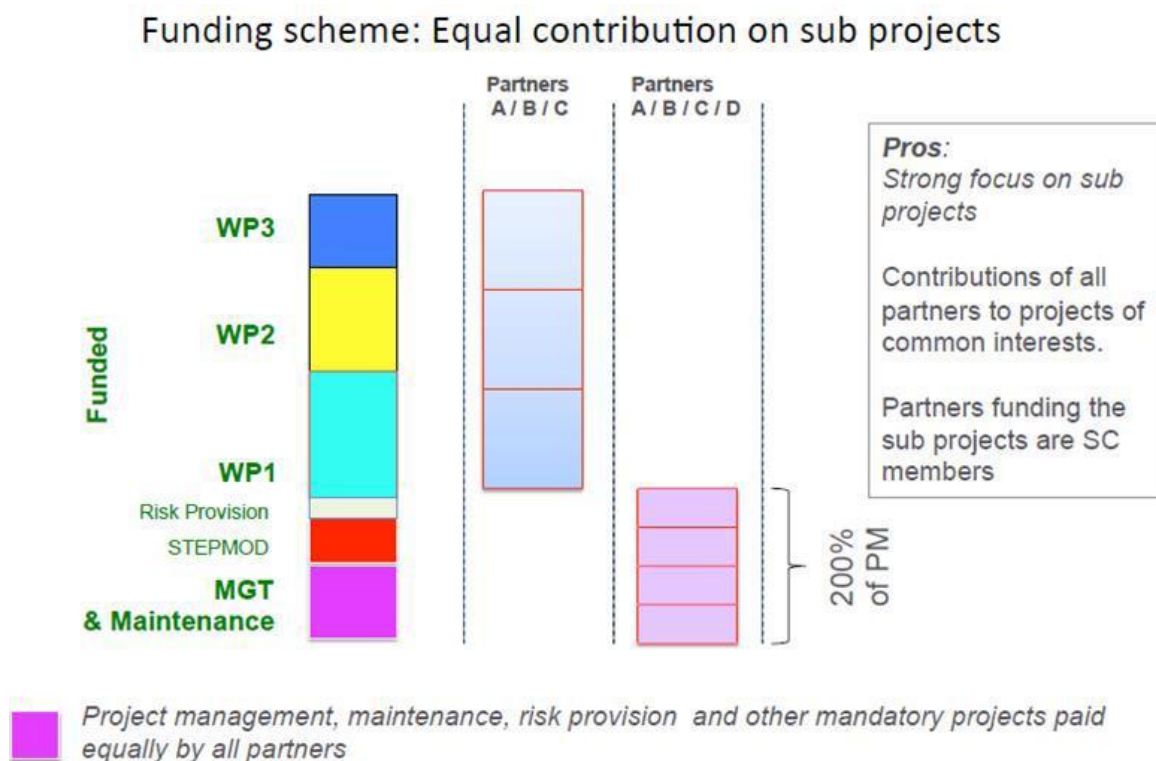 Funding scheme: Equal contribution on sub projects
Partners
A / B / C
Partners
A / B / C / D
Pros:
Strong focus on sub
projects
Contributions of all
partners to projects of
common interests.
Partners funding the
sub projects are SC
members
Funded
WP3
WP2
WP1
Risk Provision
STEPMOD
MGT
& Maintenance
200%
of PM
Project management, maintenance, risk provision and other mandatory projects paid
equally by all partners